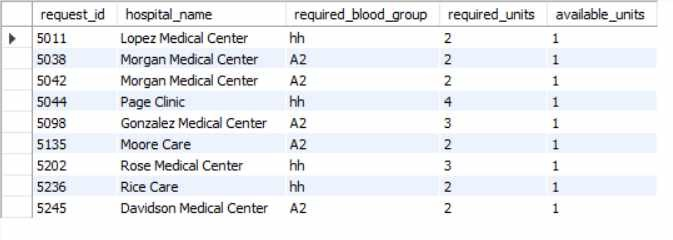 request_id hospital_name required_blood_group required_units available_units
5011 Lopez Medical Center hh 2 1
5038 Morgan Medical Center A2 2 1
5042 Morgan Medical Center A2 2 1
5044 Page Clinic hh 4 1
5098 Gonzalez Medical Center A2 3 1
5135 Moore Care A2 2 1
5202 Rose Medical Center hh 3 1
5236 Rice Care hh 2 1
5245 Davidson Medical Center A2 2 1